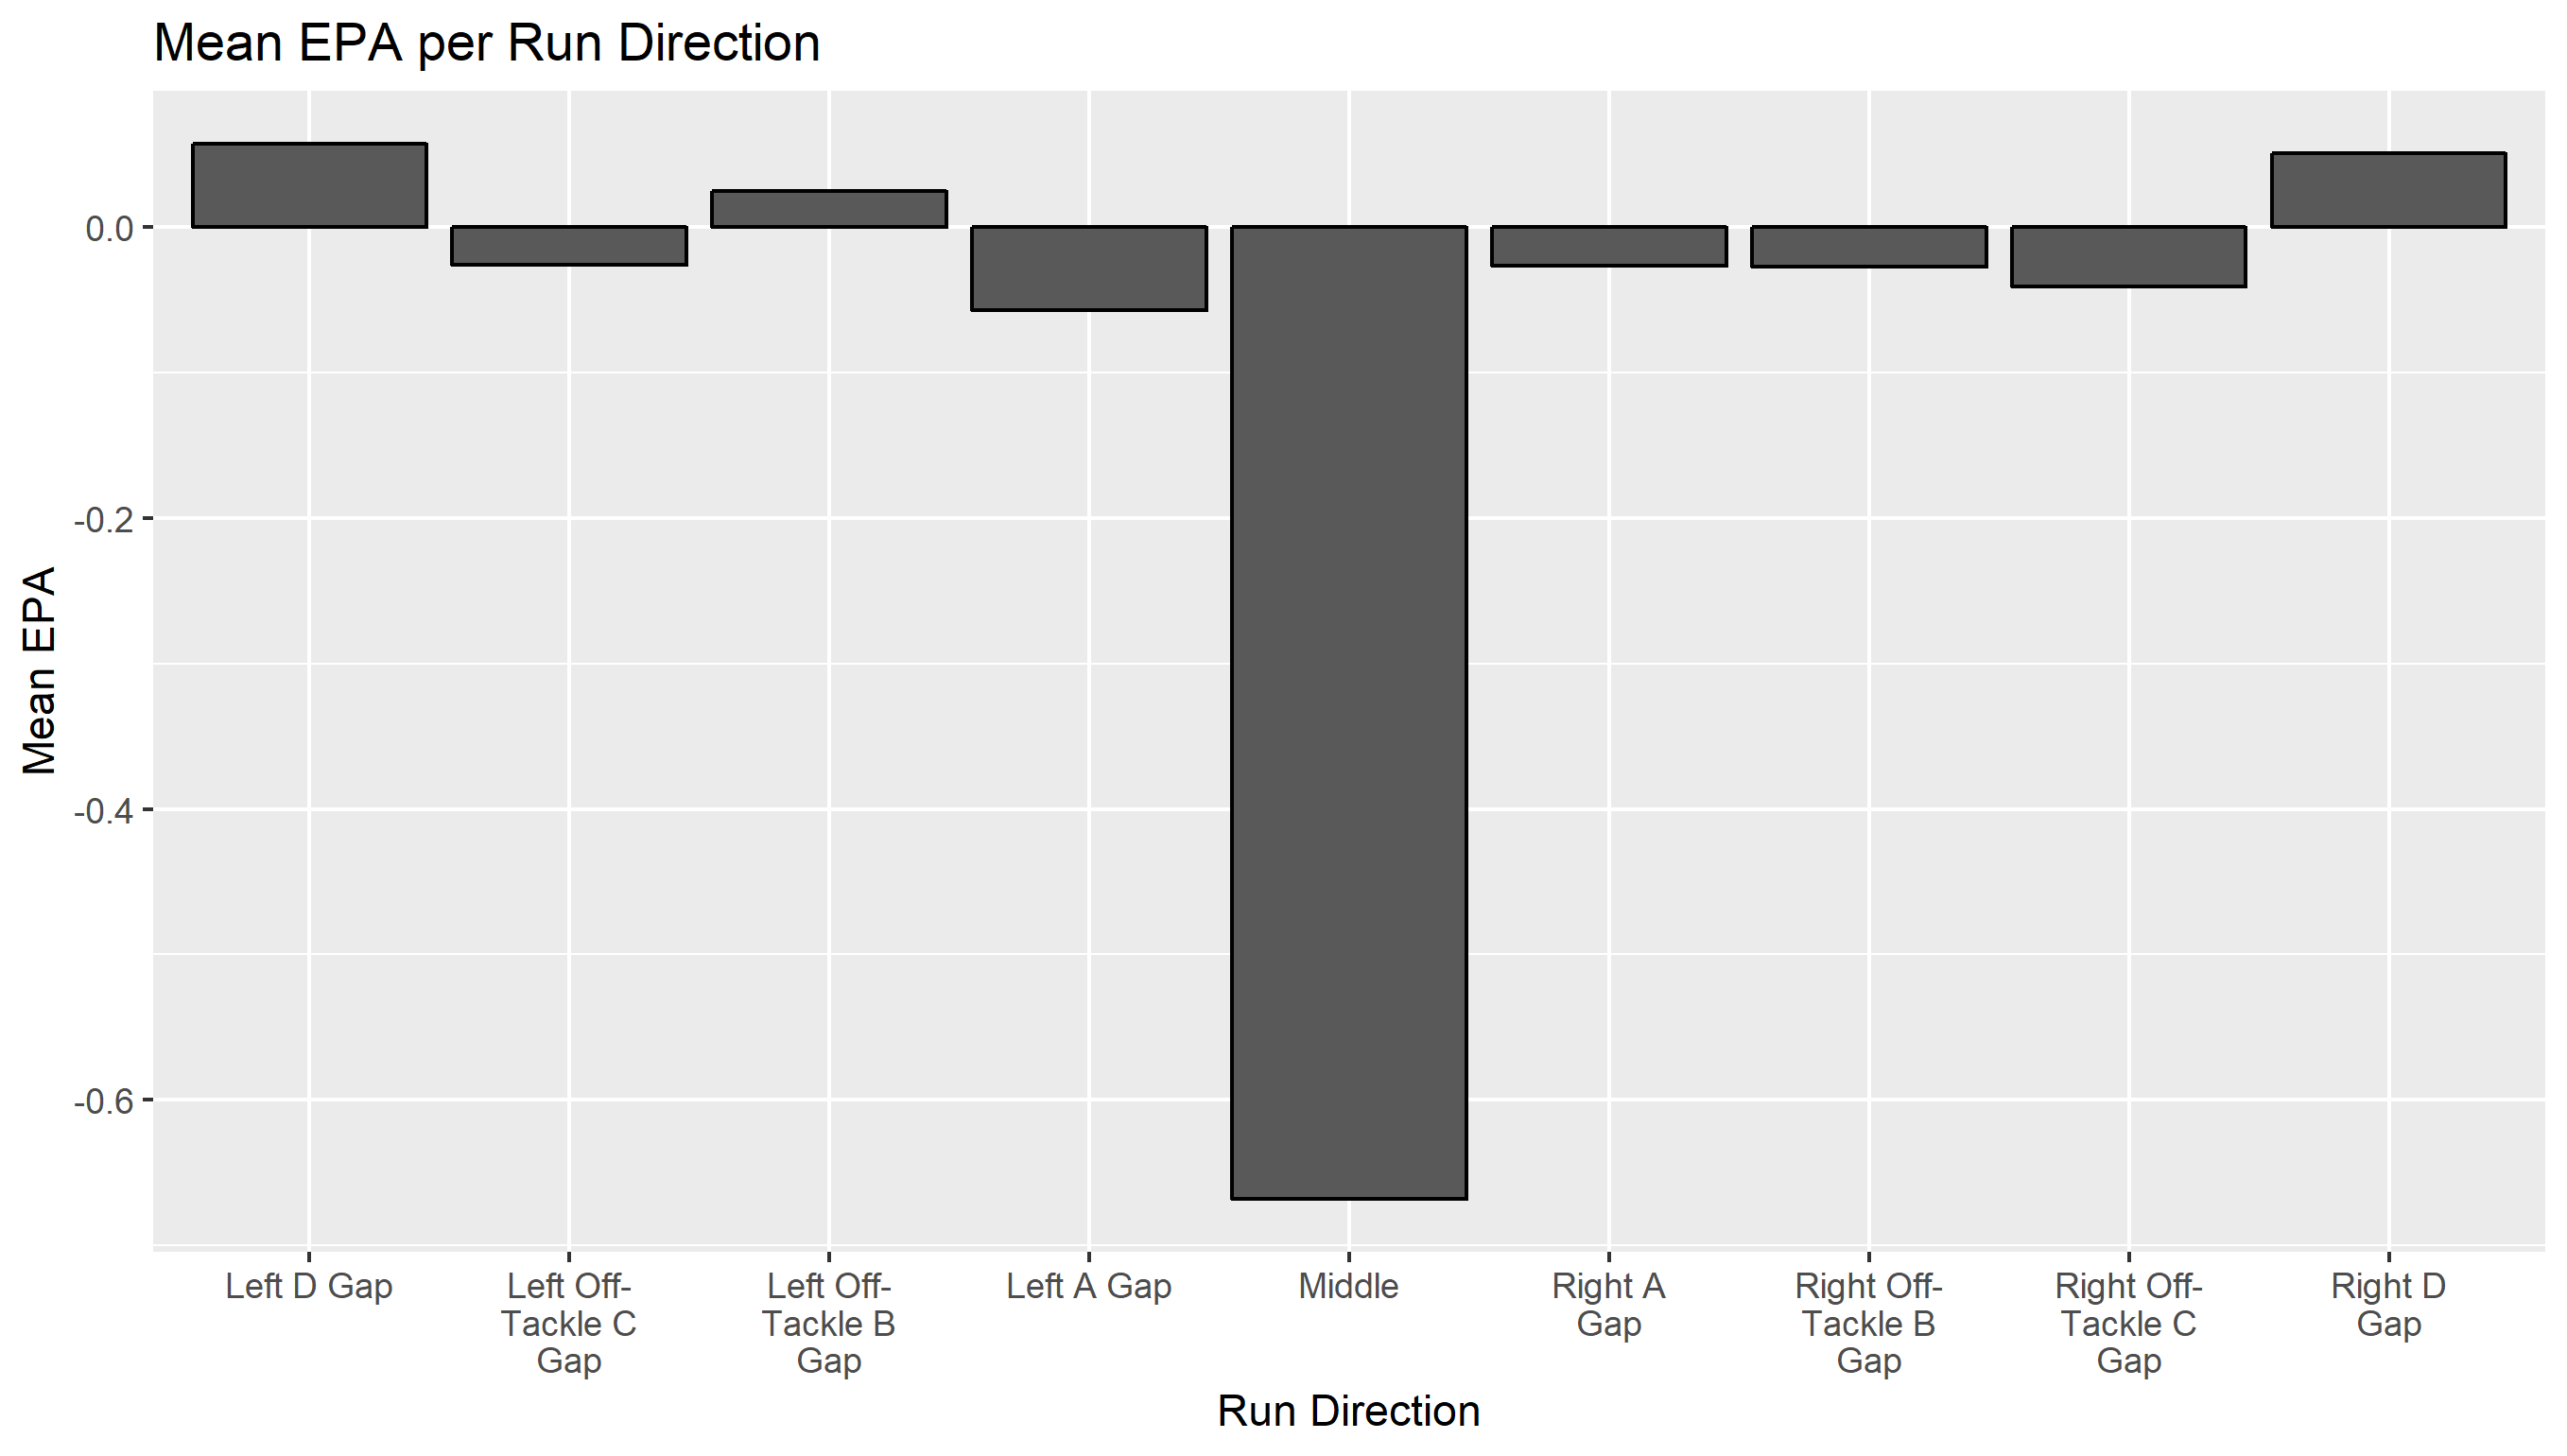 Mean EPA per Run Direction
Mean EPA
0.0
-0.2
-0.4
-0.6
Left D Gap
Left Off-
Tackle C
Gap
Left Off-
Tackle B
Gap
Left A Gap
Middle
Right A
Gap
Right Off-
Tackle B
Gap
Right Off-
Tackle C
Gap
Right D
Gap
Run Direction